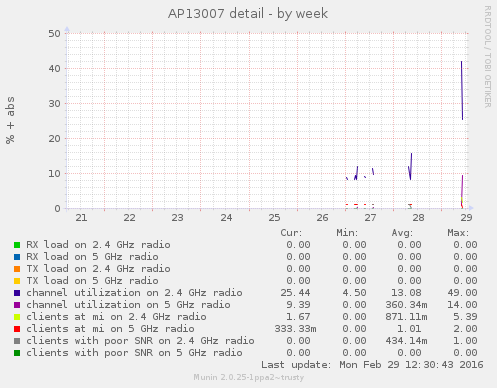 AP13007 detail - by week
RRDTOOL / TOBI OETIKER
% + abs
50
40
30
20
10
0
21 22 23 24 25 26 27 28 29
Cur: Min: Avg: Max:
RX load on 2.4 GHz radio 0.00 0.00 0.00 0.00
RX load on 5 GHz radio 0.00 0.00 0.00 0.00
TX load on 2.4 GHz radio 0.00 0.00 0.00 0.00
TX load on 5 GHz radio 0.00 0.00 0.00 0.00
channel utilization on 2.4 GHz radio 25.44 4.50 13.08 49.00
channel utilization on 5 GHz radio 9.39 0.00 360.34m 14.00
clients at mi on 2.4 GHz radio 1.67 0.00 871.11m 5.39
clients at mi on 5 GHz radio 333.33m 0.00 1.01 2.00
clients with poor SNR on 2.4 GHz radio 0.00 0.00 434.14m 1.00
clients with poor SNR on 5 GHz radio 0.00 0.00 0.00 0.00
Last update: Mon Feb 29 12:30:43 2016
Munin 2.0.25-1ppa2~trusty